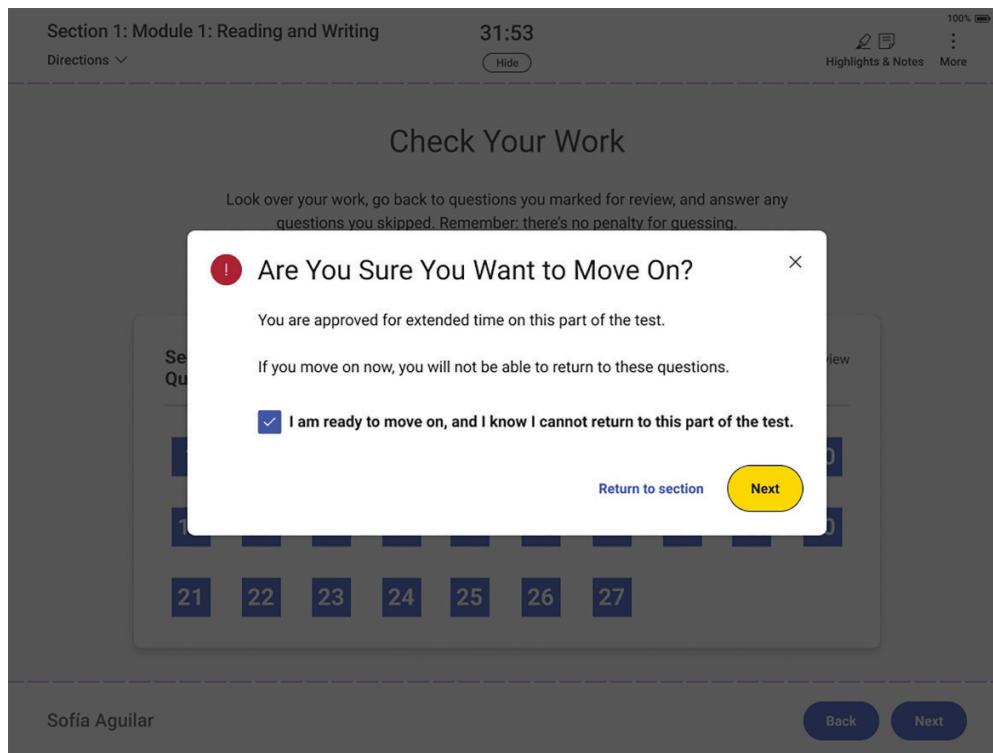 100%
Section 1: Module 1: Reading and Writing
31:53
Directions
Hide
Highlights & Notes
More
Check Your Work
Look over your work, go back to questions you marked for review, and answer any
questions you skipped. Remember: there's no penalty for guessing.
! Are You Sure You Want to Move On?
You are approved for extended time on this part of the test.
If you move on now, you will not be able to return to these questions.
I am ready to move on, and I know I cannot return to this part of the test.
Return to section
Next
21 22 23 24 25 26 27
Sofía Aguilar
Back
Next